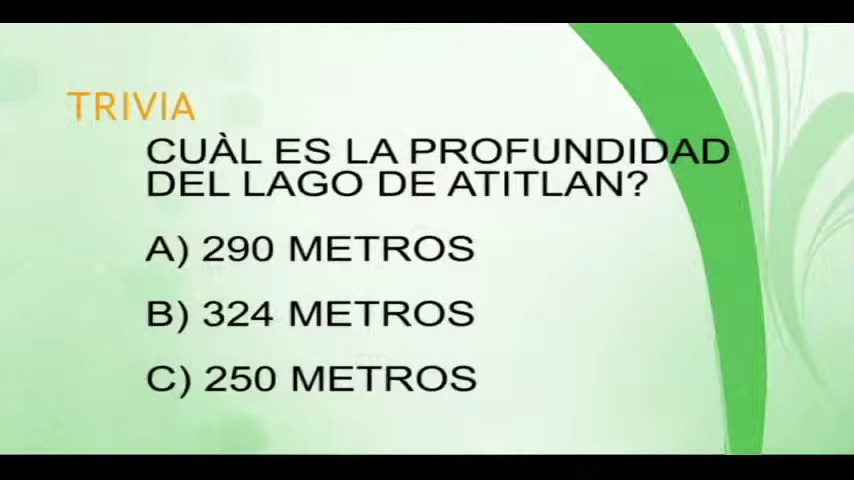 TRIVIA
CUÀL ES LA PROFUNDIDAD
DEL LAGO DE ATITLAN?
A) 290 METROS
B) 324 METROS
C) 250 METROS